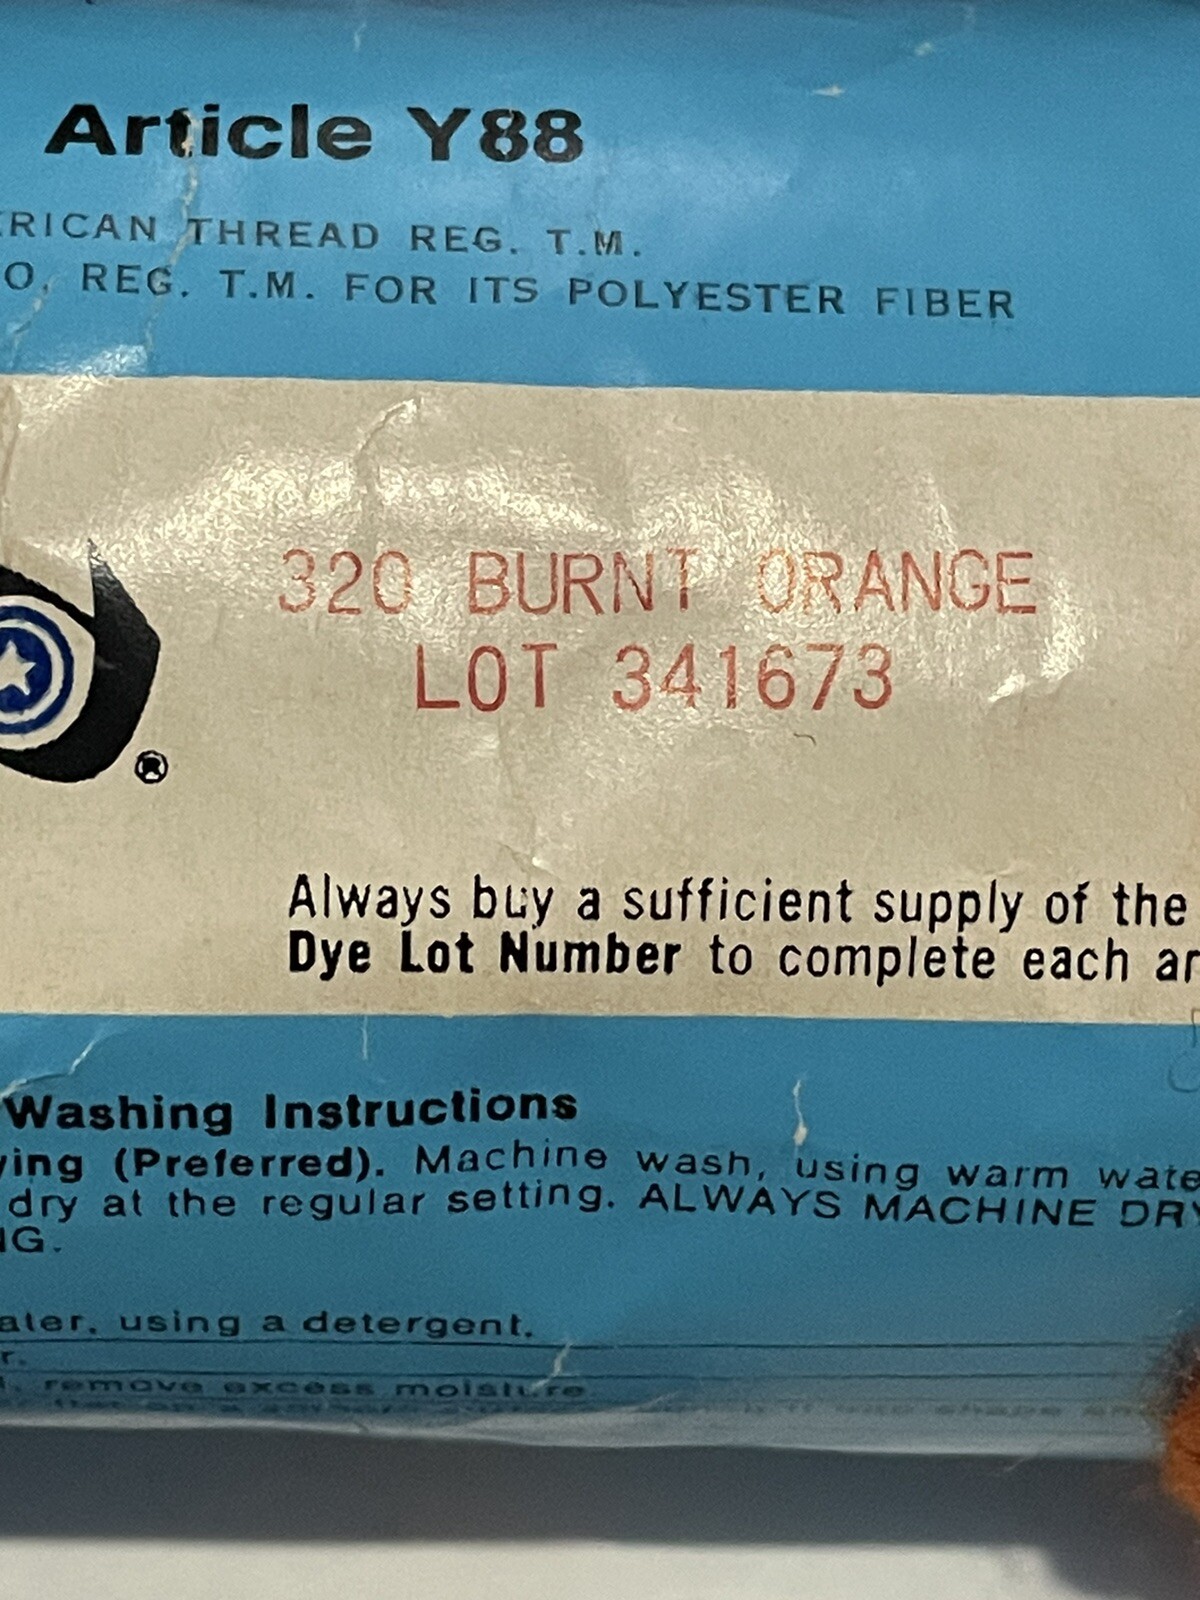 Article Y88
RICAN THREAD REG. T.M.
O. REG. T.M. FOR ITS POLYESTER FIBER
320 BURNT ORANGE
LOT 341673
®
Always buy a sufficient supply of the
Dye Lot Number to complete each ar
Washing Instructions
ying (Preferred). Machine wash, using warm wate
dry at the regular setting. ALWAYS MACHINE DRY
NG.
ater, using a detergent.
r.
remove excess moisture